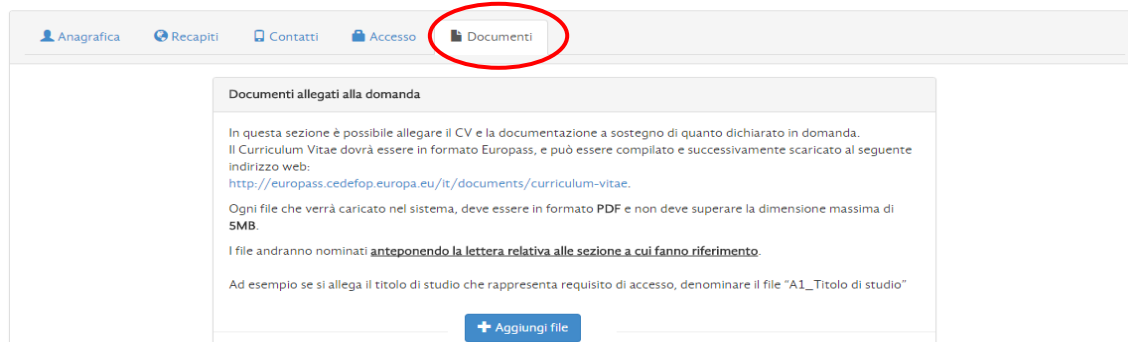 Anagrafica Recapiti Contatti Accesso Documenti
Documenti allegati alla domanda
In questa sezione è possibile allegare il CV e la documentazione a sostegno di quanto dichiarato in domanda.
Il Curriculum Vitae dovrà essere in formato Europass, e può essere compilato e successivamente scaricato al seguente
indirizzo web:
http://europass.cedefop.europa.eu/it/documents/curriculum-vitae.
Ogni file che verrà caricato nel sistema, deve essere in formato PDF e non deve superare la dimensione massima di
5MB.
I file andranno nominati anteponendo la lettera relativa alle sezione a cui fanno riferimento.
Ad esempio se si allega il titolo di studio che rappresenta requisito di accesso, denominare il file “A1_Titolo di studio”
Aggiungi file